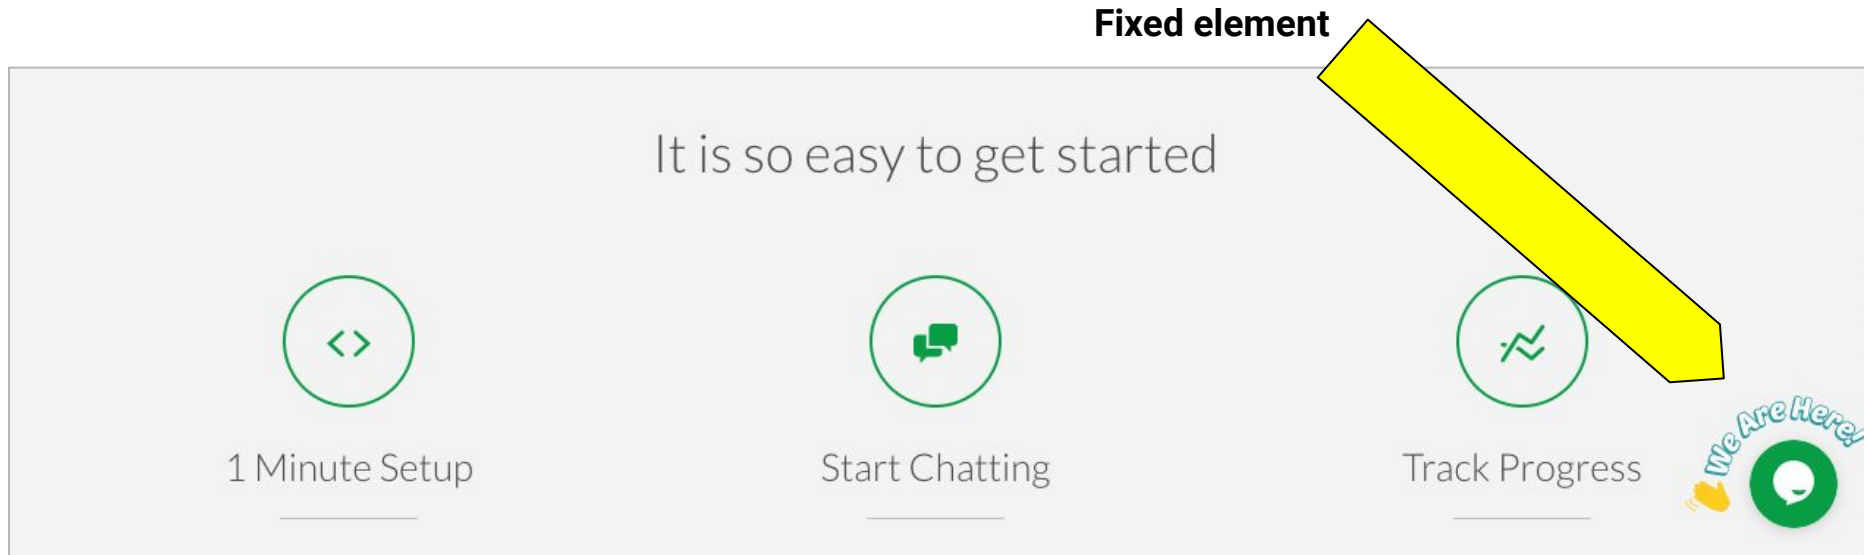 Fixed element
It is so easy to get started
1 Minute Setup
Start Chatting
Track Progress
We Are Here!